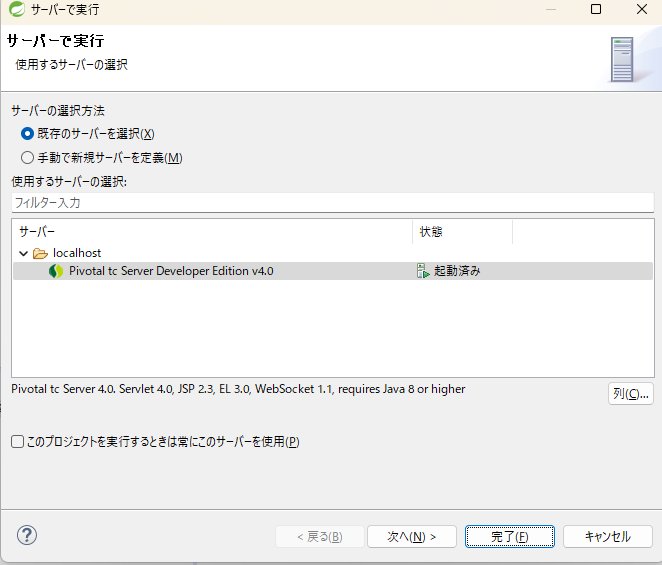 サーバーで実行
サーバーで実行
使用するサーバーの選択
サーバーの選択方法
既存のサーバーを選択(X)
手動で新規サーバーを定義(M)
使用するサーバーの選択:
フィルター入力
サーバー 状態
localhost
Pivotal tc Server Developer Edition v4.0 起動済み
Pivotal tc Server 4.0. Servlet 4.0, JSP 2.3, EL 3.0, WebSocket 1.1, requires Java 8 or higher
列(C)...
このプロジェクトを実行するときは常にこのサーバーを使用(P)
? < 戻る(B) 次へ(N) > 完了(F) キャンセル